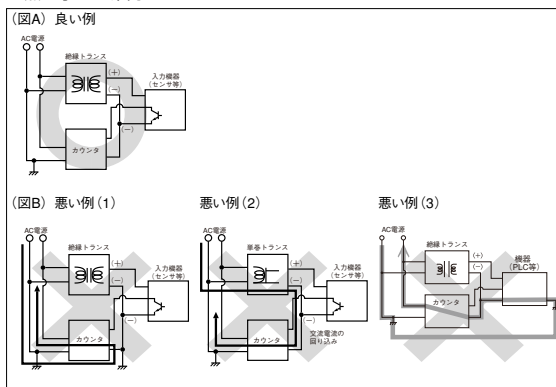 (図A) 良い例
AC電源
絶縁トランス
(+)
(−)
入力機器
(センサ等)
(−)
カウンタ
(図B) 悪い例(1)
AC電源
絶縁トランス
(+)
(−)
入力機器
(センサ等)
(−)
カウンタ
悪い例(2)
AC電源
単巻トランス
(+)
(−)
入力機器
(センサ等)
(−)
カウンタ
交流電流の
回り込み
悪い例(3)
AC電源
絶縁トランス
(+)
(−)
機器
(PLC等)
カウンタ